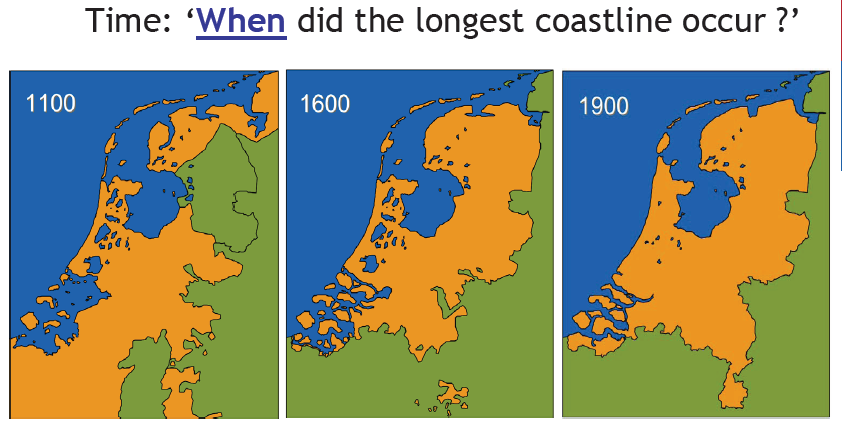 Time: ‘When did the longest coastline occur ?’
1100
1600
1900